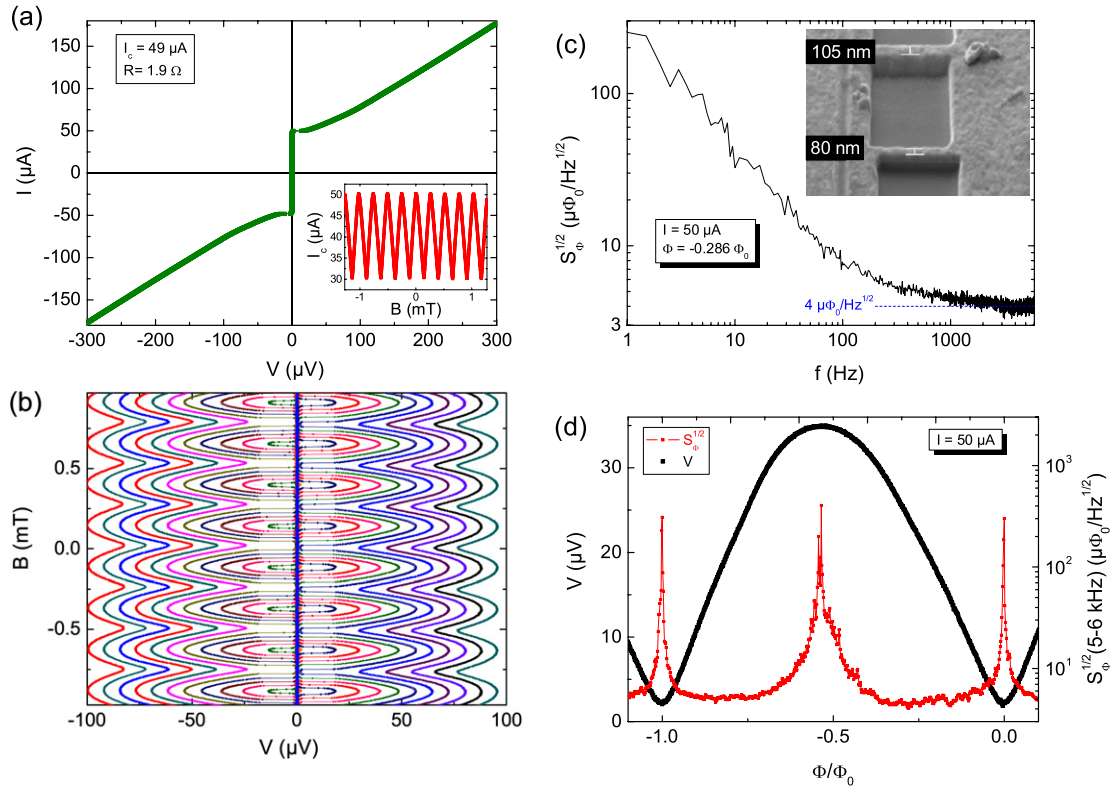 (a)
I_c = 49 µA
R= 1.9 Ω
I (µA)
150
100
50
0
-50
-100
-150
-300
-200
-100
0
100
200
300
V (µV)
I_c (µA)
50
45
40
35
30
-1
0
1
B (mT)
(b)
B (mT)
0.5
0.0
-0.5
-100
-50
0
50
100
V (µV)
(c)
S_Φ^1/2 (µΦ_0/Hz^1/2)
100
10
3
105 nm
80 nm
I = 50 µA
Φ = -0.286 Φ_0
4 µΦ_0/Hz^1/2
1
10
100
1000
f (Hz)
(d)
S_Φ^1/2
V
I = 50 µA
V (µV)
30
20
10
0
10^3
10^2
10^1
S_Φ^1/2 (5-6 kHz) (µΦ_0/Hz^1/2)
-1.0
-0.5
0.0
Φ/Φ_0